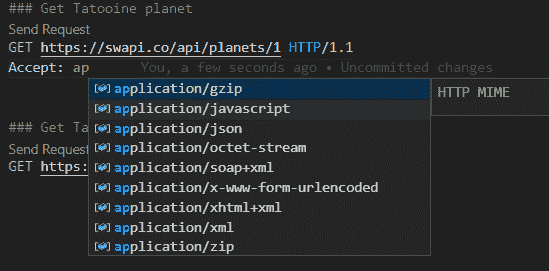 ### Get Tatooine planet
Send Request
GET https://swapi.co/api/planets/1 HTTP/1.1
Accept: ap You, a few seconds ago • Uncommitted changes
application/gzip HTTP MIME
application/javascript
application/json
### Get Ta
application/octet-stream
Send Request
application/soap+xml
GET https:
application/x-www-form-urlencoded
application/xhtml+xml
application/xml
application/zip